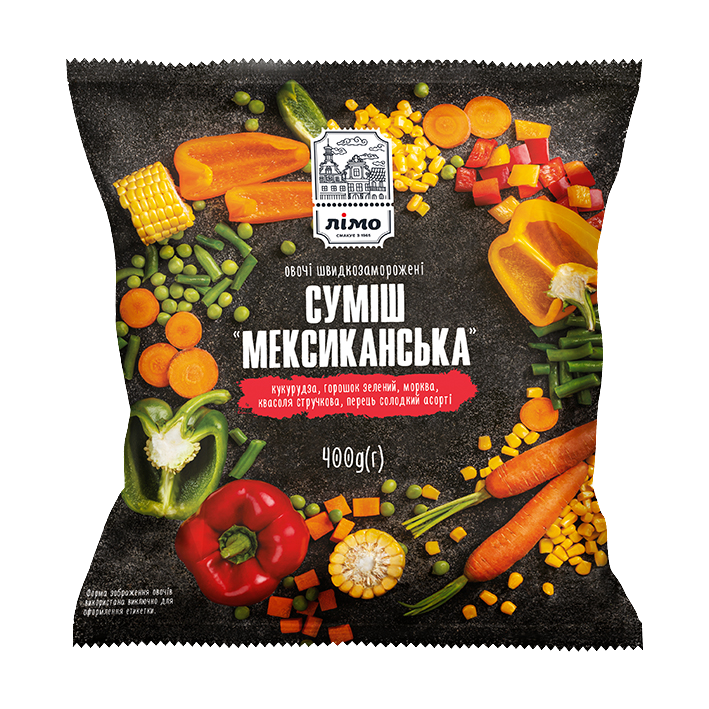 лімо
СМАКУЄ З 1965
овочі швидкозаморожені
СУМІШ
"МЕКСИКАНСЬКА"
кукурудза, горошок зелений, морква,
квасоля стручкова, перець солодкий асорті
400g(г)
Форма зображення овочів
використана виключно для
оформлення етикетки.